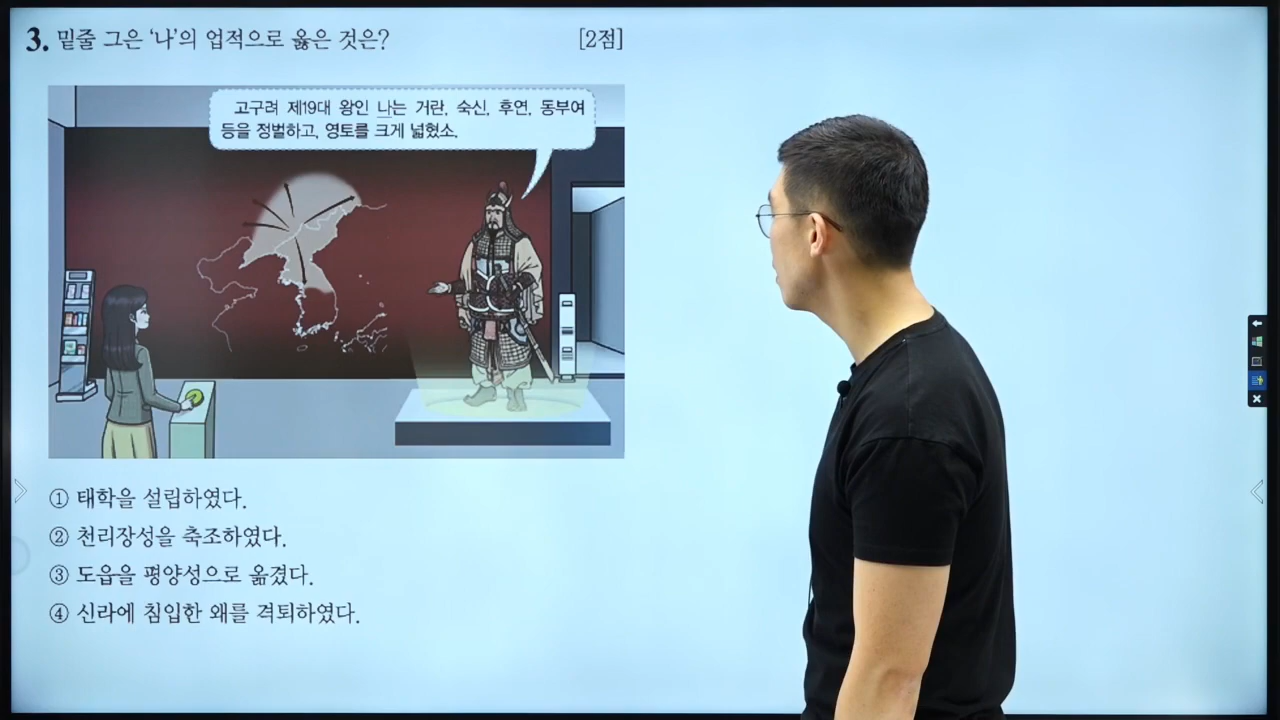 3. 밑줄 그은 '나'의 업적으로 옳은 것은? [2점]
고구려 제19대 왕인 나는 거란, 숙신, 후연, 동부여
등을 정벌하고, 영토를 크게 넓혔소.
① 태학을 설립하였다.
② 천리장성을 축조하였다.
③ 도읍을 평양성으로 옮겼다.
④ 신라에 침입한 왜를 격퇴하였다.